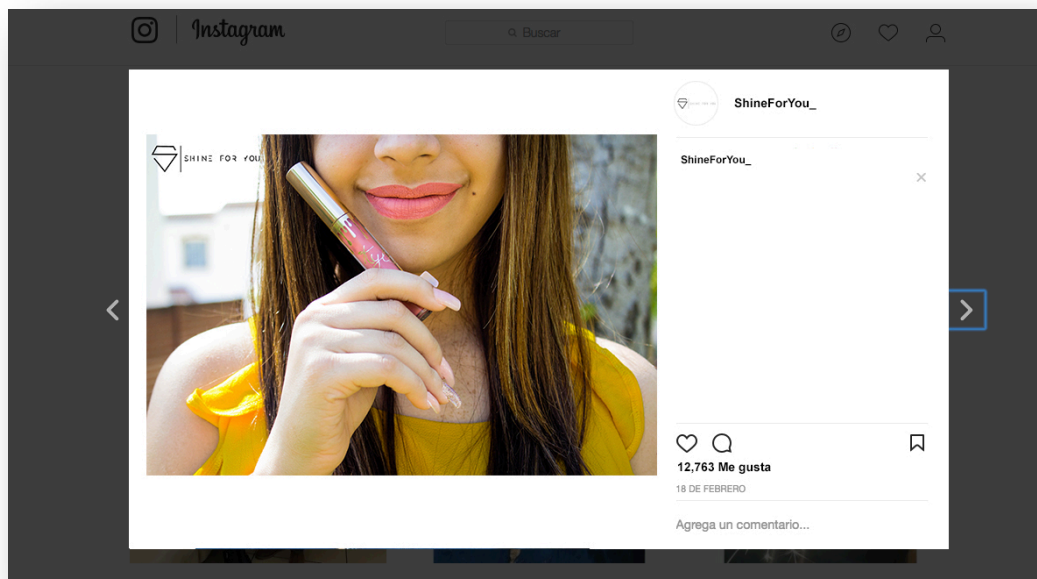 Instagram
Buscar
SHINE FOR YOU
ShineForYou_
ShineForYou_
12,763 Me gusta
18 DE FEBRERO
Agrega un comentario...